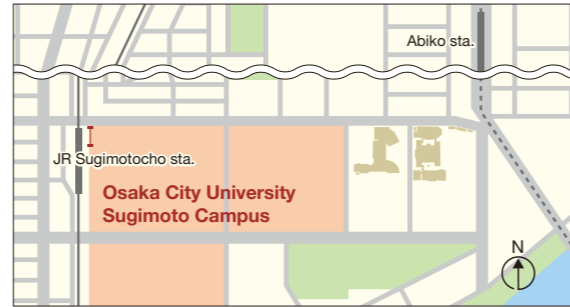 Abiko sta.
JR Sugimotocho sta.
Osaka City University
Sugimoto Campus
N